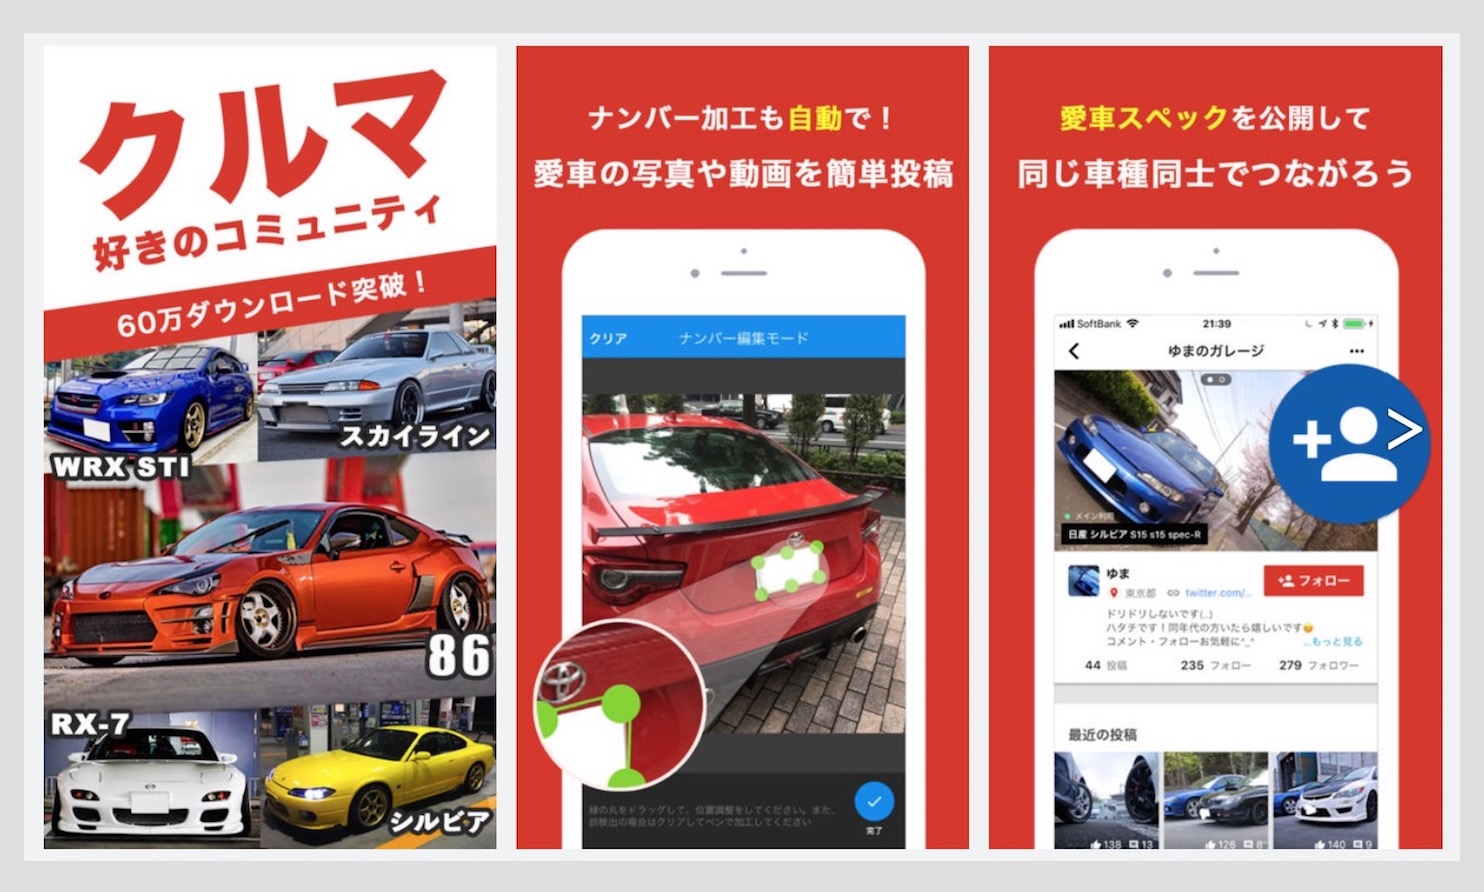 クルマ
好きのコミュニティ
60万ダウンロード突破！
WRX STI
スカイライン
86
RX-7
シルビア
ナンバー加工も自動で！
愛車の写真や動画を簡単投稿
クリア
ナンバー編集モード
緑の丸をドラッグして、位置調整をしてください。また、
誤検出の場合はクリアしてペンで加工してください
完了
愛車スペックを公開して
同じ車種同士でつながろう
SoftBank
21:39
ゆまのガレージ
メイン利用
日産 シルビア S15 s15 spec-R
ゆま
フォロー
東京都
twitter.com/...
ドリドリしないです(..)
ハタチです！同年代の方いたら嬉しいです😊
コメント・フォローお気軽に^_^
...もっと見る
44 投稿
235 フォロー
279 フォロワー
最近の投稿
138 13
126 8
140 9